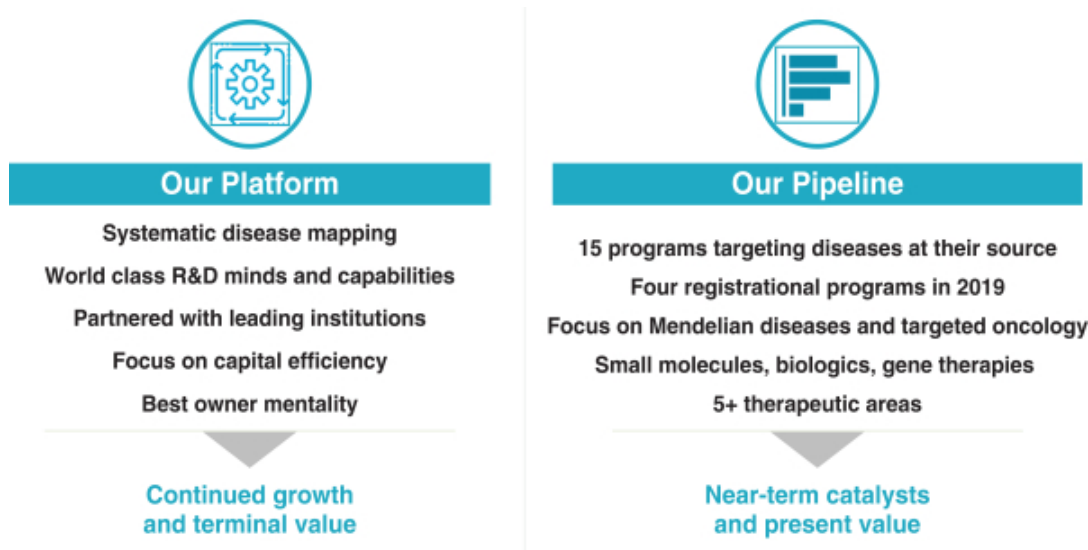 Our Platform
Systematic disease mapping
World class R&D minds and capabilities
Partnered with leading institutions
Focus on capital efficiency
Best owner mentality
Continued growth
and terminal value
Our Pipeline
15 programs targeting diseases at their source
Four registrational programs in 2019
Focus on Mendelian diseases and targeted oncology
Small molecules, biologics, gene therapies
5+ therapeutic areas
Near-term catalysts
and present value